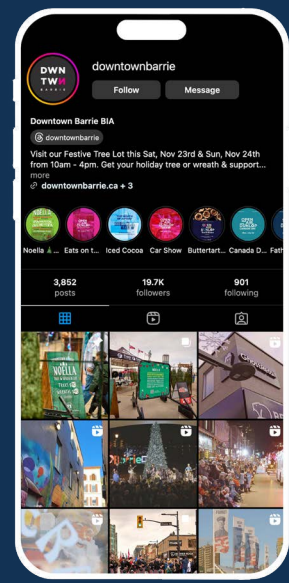 DWN
TWN
BARRIE
downtownbarrie
Follow
Message
Downtown Barrie BIA
downtownbarrie
Visit our Festive Tree Lot this Sat, Nov 23rd & Sun, Nov 24th
from 10am - 4pm. Get your holiday tree or wreath & support...
more
downtownbarrie.ca + 3
Noella 🎄... Eats on t... Iced Cocoa Car Show Buttertart... Canada D... Fath
3,852 19.7K 901
posts followers following
NOELLA